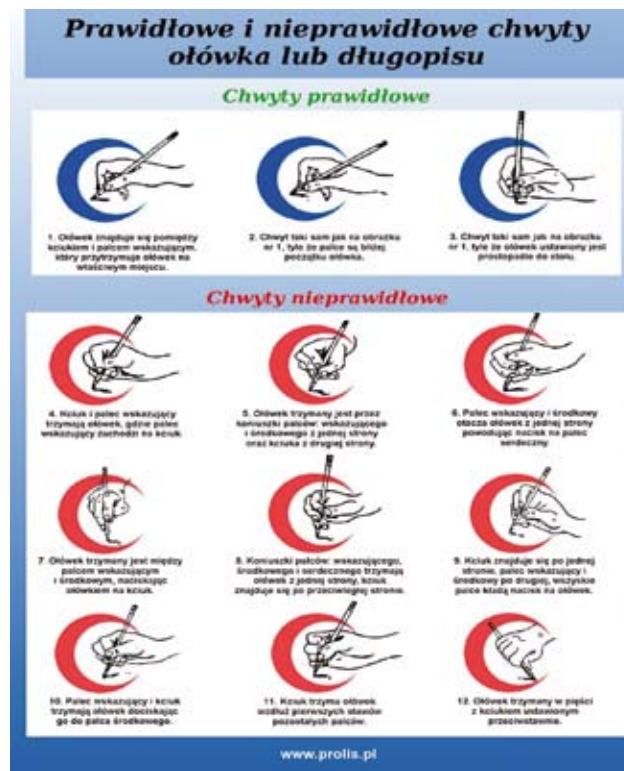 Prawidłowe i nieprawidłowe chwyty
ołówka lub długopisu
Chwyty prawidłowe
1. Ołówek znajduje się pomiędzy
kciukiem i palcem wskazującym,
który przytrzymuje ołówek na
właściwym miejscu.
2. Chwyt taki sam jak na obrazku
nr 1, tyle że palce są bliżej
początku ołówka.
3. Chwyt taki sam jak na obrazku
nr 1, tyle że ołówek ustawiony jest
prostopadle do stołu.
Chwyty nieprawidłowe
4. Kciuk i palec wskazujący
trzymają ołówek, gdzie palec
wskazujący zachodzi na kciuk.
5. Ołówek trzymany jest przez
koniuszki palców: wskazującego
i środkowego z jednej strony
oraz kciuka z drugiej strony.
6. Palec wskazujący i środkowy
otacza ołówek z jednej strony
powodując nacisk na palec
serdeczny.
7. Ołówek trzymany jest między
palcem wskazującym
i środkowym, naciskając
ołówkiem na kciuk.
8. Koniuszki palców: wskazującego,
środkowego i serdecznego trzymają
ołówek z jednej strony, kciuk
znajduje się po przeciwległej stronie.
9. Kciuk znajduje się po jednej
stronie, palec wskazujący i
środkowy po drugiej, wszystkie
palce kładą nacisk na ołówek.
10. Palec wskazujący i kciuk
trzymają ołówek dociskając
go do palca środkowego.
11. Kciuk trzyma ołówek
wzdłuż pierwszych stawów
pozostałych palców.
12. Ołówek trzymany w pięści
z kciukiem ustawionym
przeciwstawnie.
www.prolis.pl